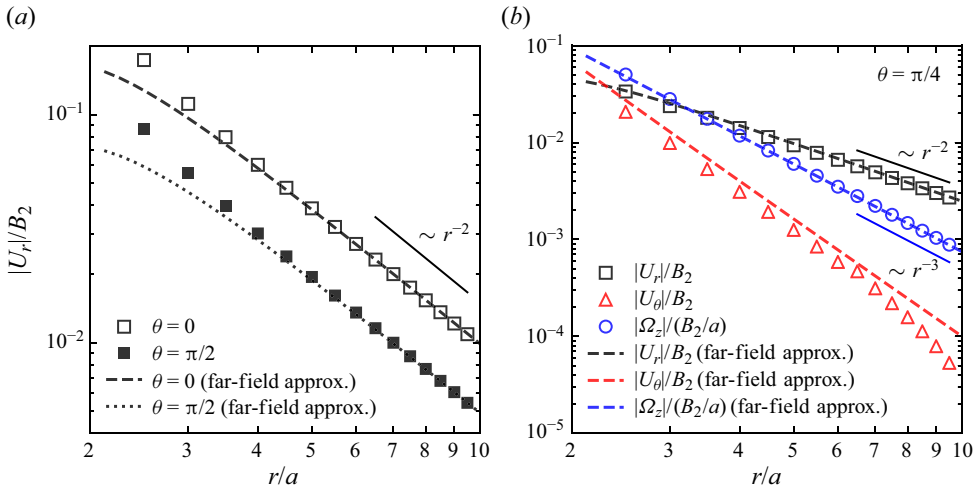 (a)
|U_r|/B_2
10^{-1}
10^{-2}
~ r^{-2}
θ = 0
θ = π/2
θ = 0 (far-field approx.)
θ = π/2 (far-field approx.)
2 3 4 5 6 7 8 9 10
r/a
(b)
10^{-1}
10^{-2}
10^{-3}
10^{-4}
10^{-5}
θ = π/4
~ r^{-2}
~ r^{-3}
|U_r|/B_2
|U_θ|/B_2
|Ω_z|/(B_2/a)
|U_r|/B_2 (far-field approx.)
|U_θ|/B_2 (far-field approx.)
|Ω_z|/(B_2/a) (far-field approx.)
2 3 4 5 6 7 8 9 10
r/a